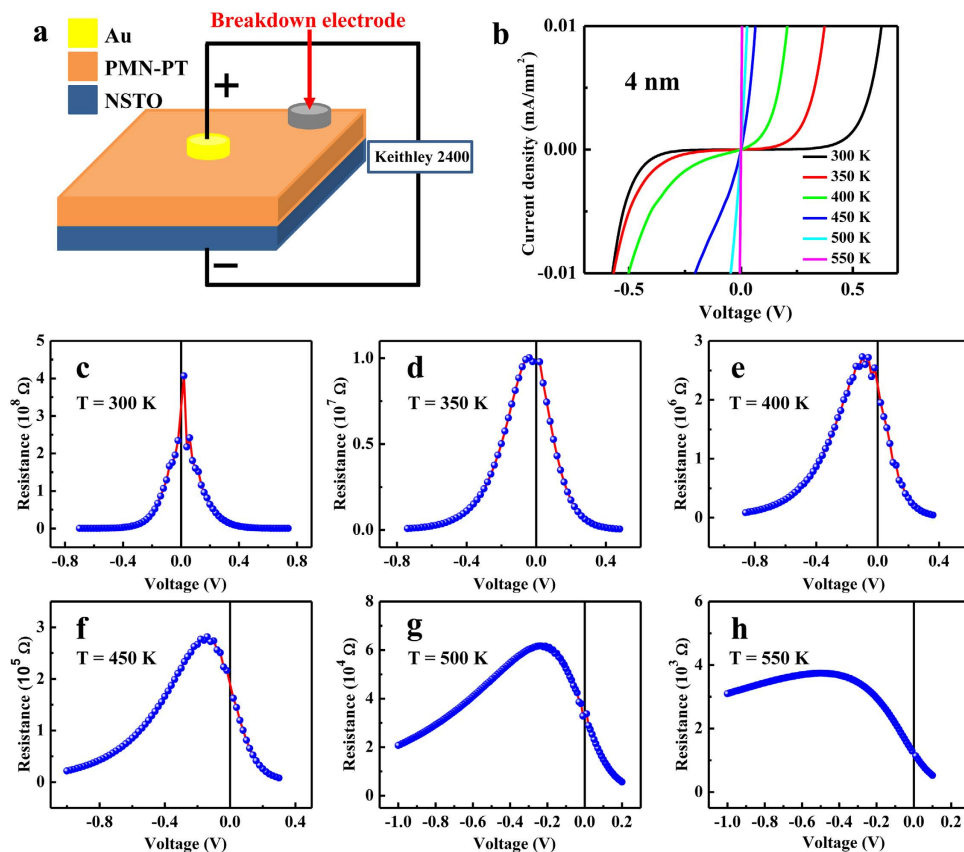 a
Au
PMN-PT
NSTO
Breakdown electrode
+
Keithley 2400
−
b
Current density (mA/mm²)
0.01
0.00
-0.01
4 nm
300 K
350 K
400 K
450 K
500 K
550 K
-0.5 0.0 0.5
Voltage (V)
c
T = 300 K
Resistance (10⁸ Ω)
5
4
3
2
1
0
-0.8 -0.4 0.0 0.4 0.8
Voltage (V)
d
T = 350 K
Resistance (10⁷ Ω)
1.0
0.5
0.0
-0.8 -0.4 0.0 0.4
Voltage (V)
e
T = 400 K
Resistance (10⁶ Ω)
3
2
1
0
-0.8 -0.4 0.0 0.4
Voltage (V)
f
T = 450 K
Resistance (10⁵ Ω)
3
2
1
0
-0.8 -0.4 0.0 0.4
Voltage (V)
g
T = 500 K
Resistance (10⁴ Ω)
8
6
4
2
0
-1.0 -0.8 -0.6 -0.4 -0.2 0.0 0.2
Voltage (V)
h
T = 550 K
Resistance (10³ Ω)
6
3
0
-1.0 -0.8 -0.6 -0.4 -0.2 0.0 0.2
Voltage (V)